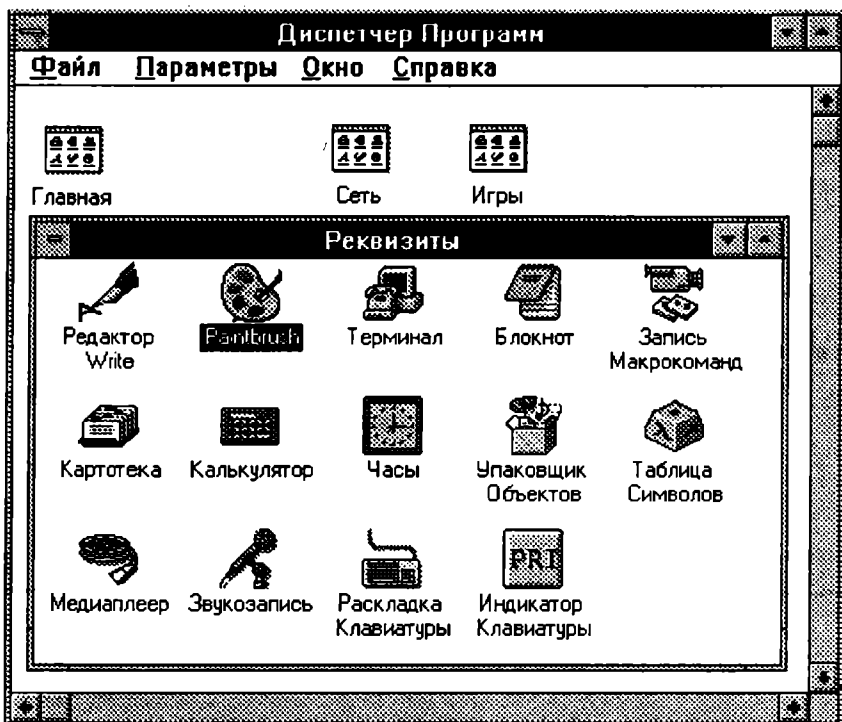 Диспетчер Программ
Файл Параметры Окно Справка
Главная Сеть Игры
Реквизиты
Редактор Write
Paintbrush
Терминал
Блокнот
Запись Макрокоманд
Картотека
Калькулятор
Часы
Упаковщик Объектов
Таблица Символов
Медиаплеер
Звукозапись
Раскладка Клавиатуры
PRI
Индикатор Клавиатуры